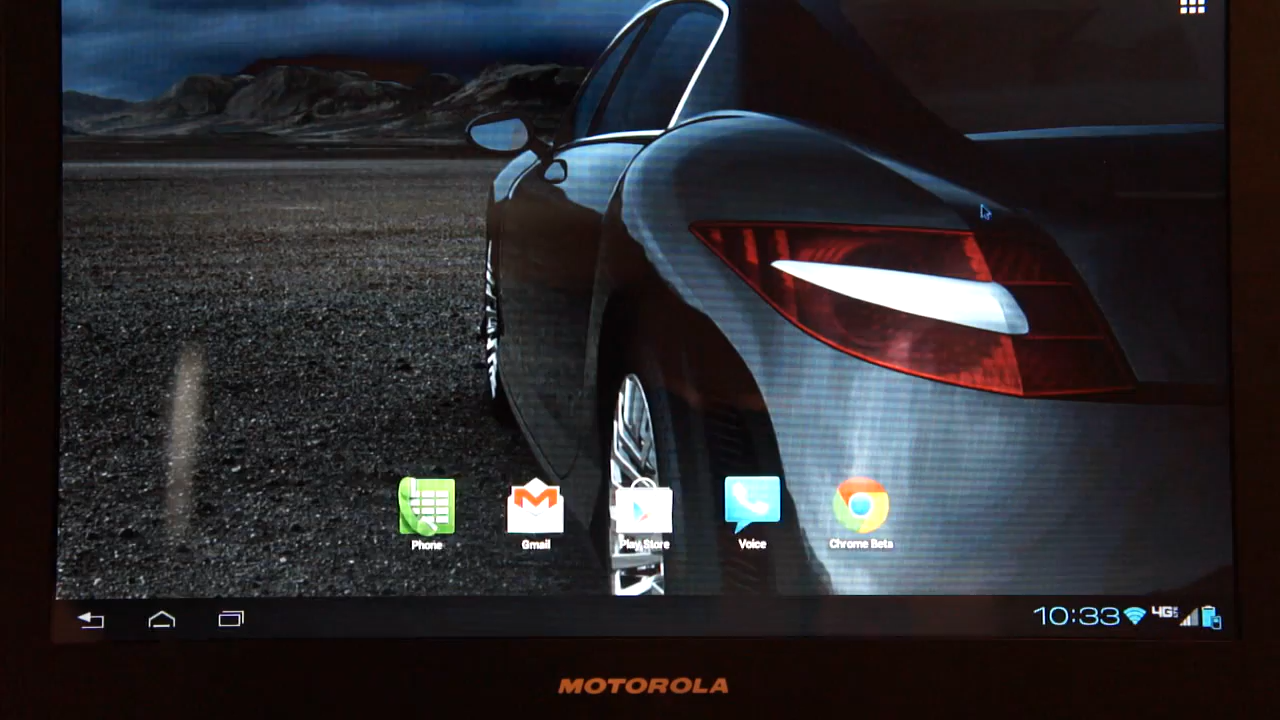 Phone
Gmail
Play Store
Voice
Chrome Beta
10:33
4G
MOTOROLA